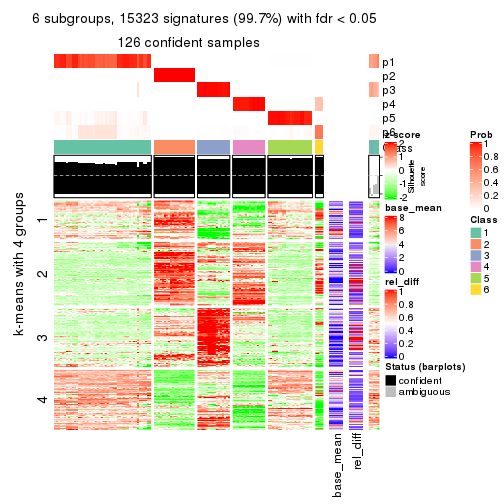 6 subgroups, 15323 signatures (99.7%) with fdr < 0.05
126 confident samples
p1
p2
p3
p4
p5
p6
Class
Silhouette
score
k-means with 4 groups
1
2
3
4
base_mean
rel_diff
z-score
2
1
0
-1
-2
base_mean
8
6
4
2
0
rel_diff
1
0.8
0.6
0.4
0.2
0
Status (barplots)
confident
ambiguous
Prob
1
0.8
0.6
0.4
0.2
0
Class
1
2
3
4
5
6